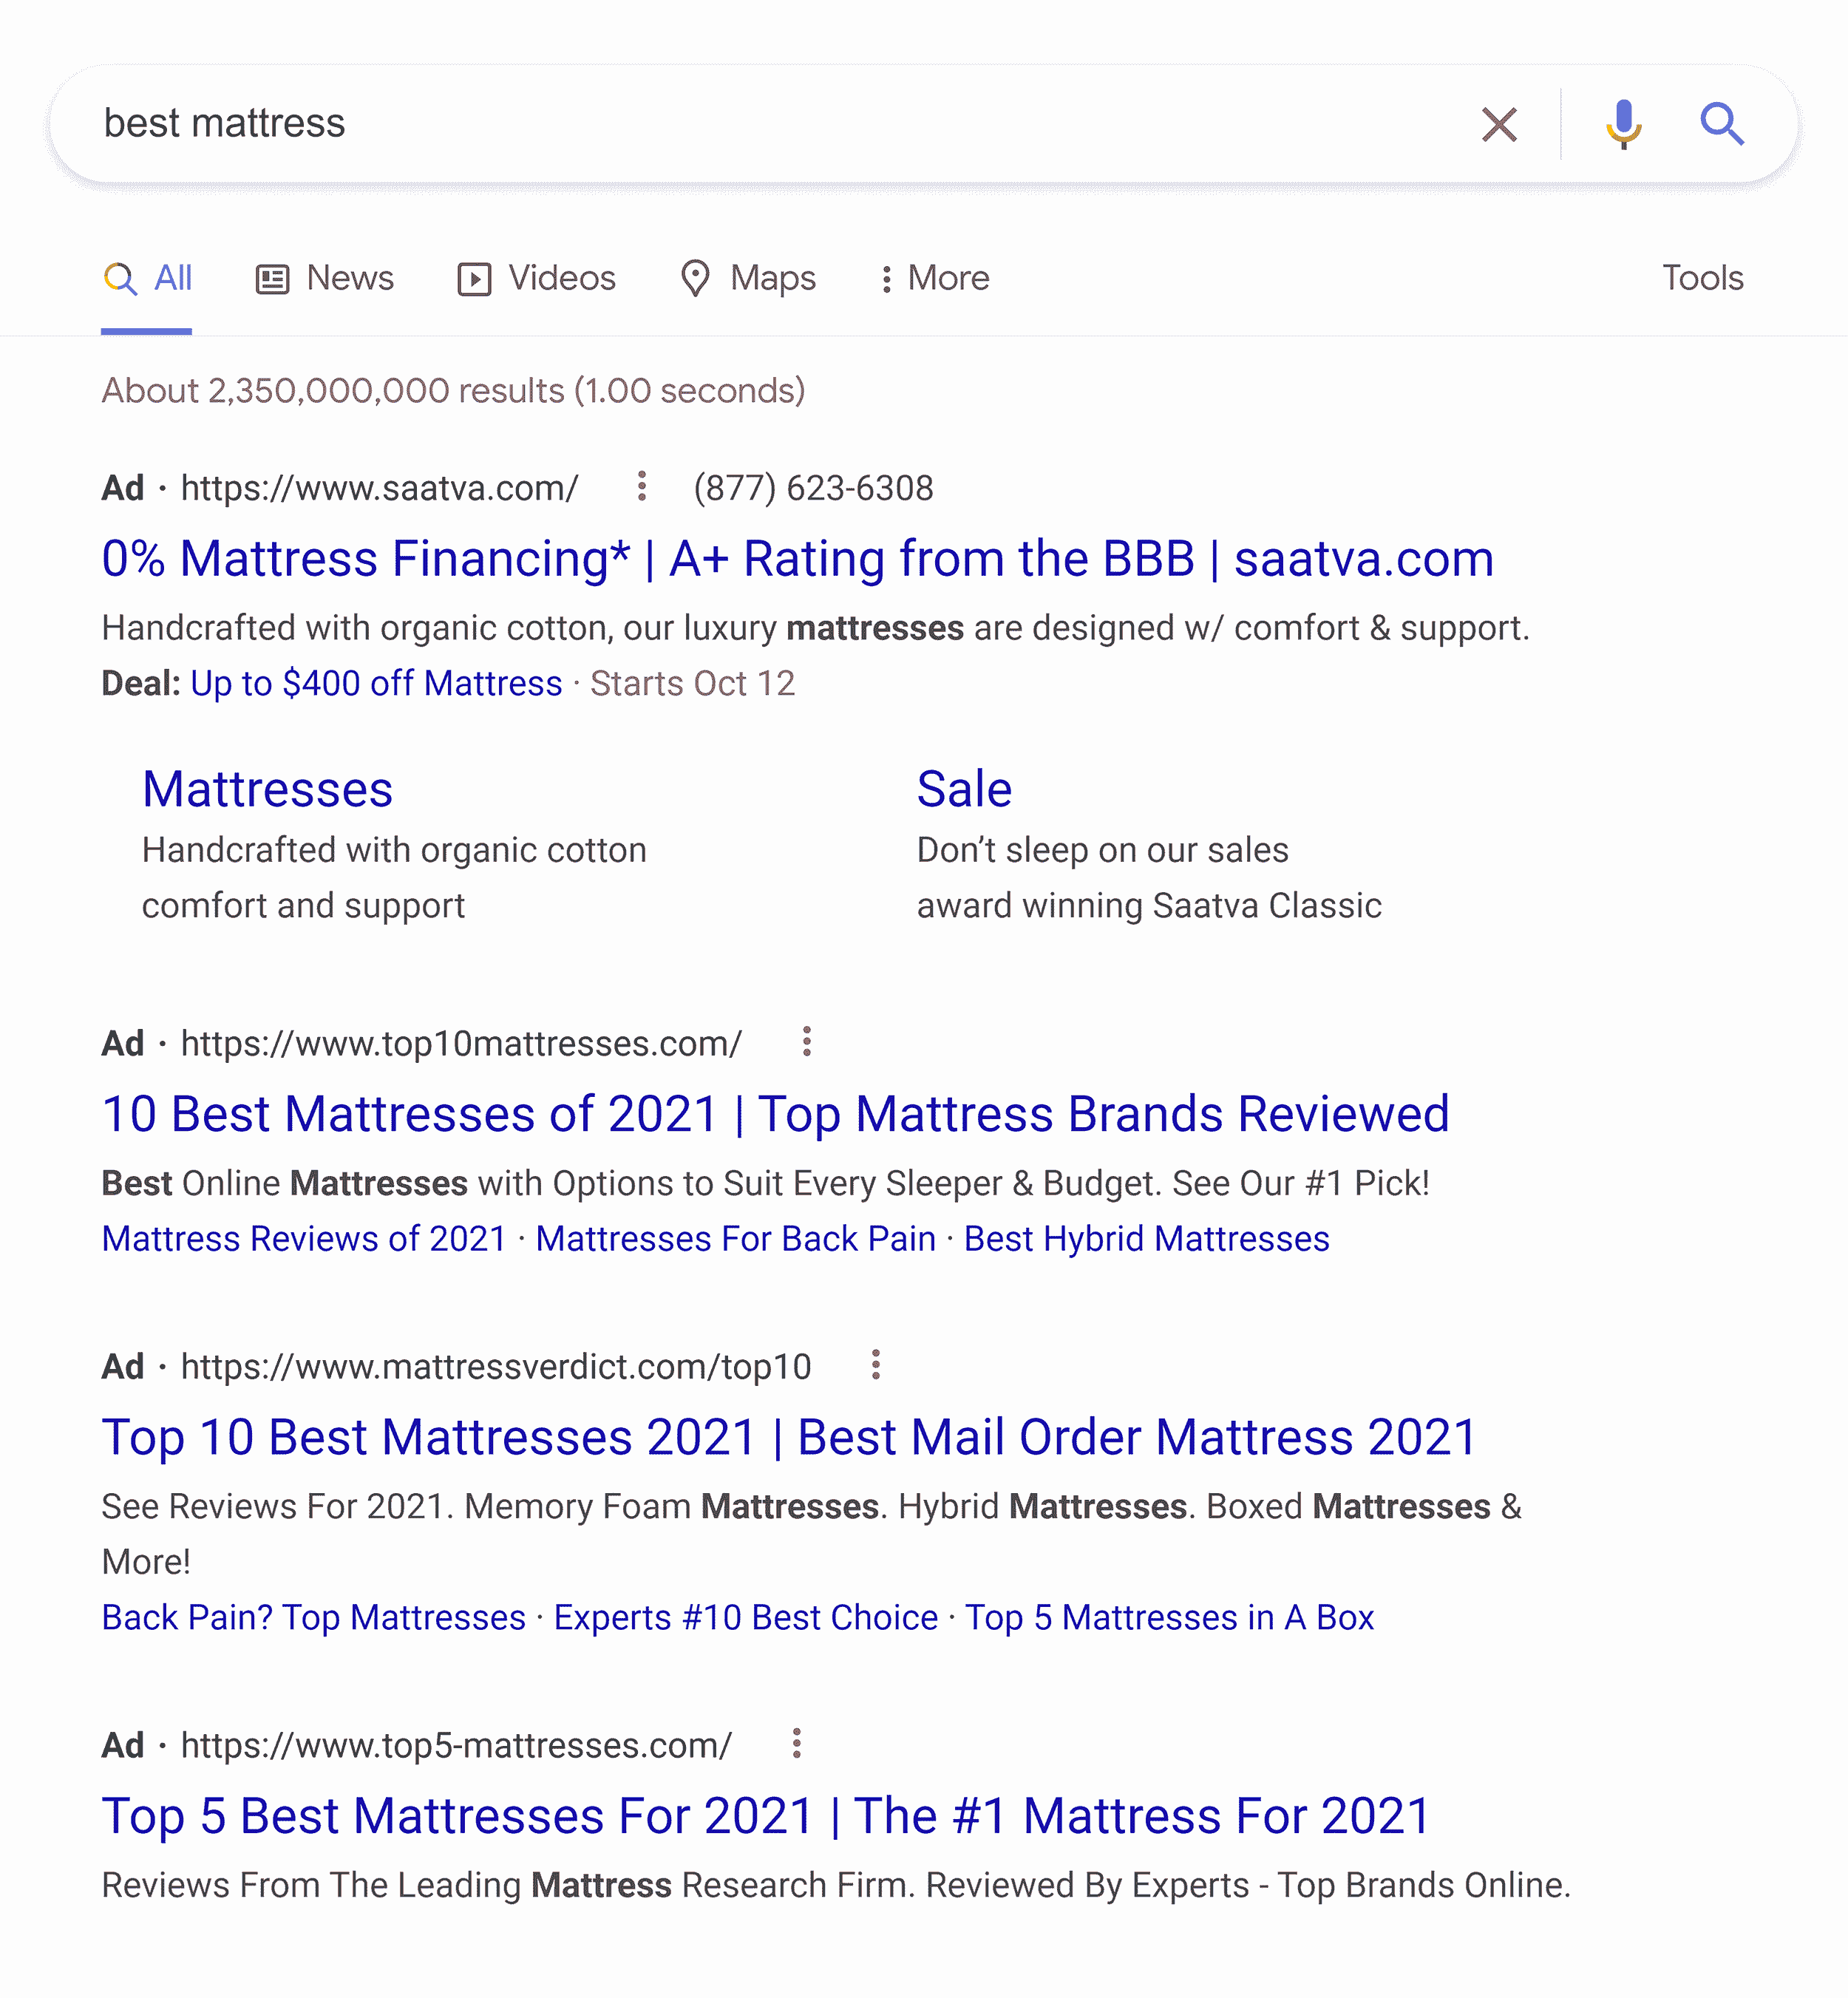 best mattress
All News Videos Maps More Tools
About 2,350,000,000 results (1.00 seconds)
Ad · https://www.saatva.com/ (877) 623-6308
0% Mattress Financing* | A+ Rating from the BBB | saatva.com
Handcrafted with organic cotton, our luxury mattresses are designed w/ comfort & support.
Deal: Up to $400 off Mattress · Starts Oct 12
Mattresses
Handcrafted with organic cotton
comfort and support
Sale
Don’t sleep on our sales
award winning Saatva Classic
Ad · https://www.top10mattresses.com/
10 Best Mattresses of 2021 | Top Mattress Brands Reviewed
Best Online Mattresses with Options to Suit Every Sleeper & Budget. See Our #1 Pick!
Mattress Reviews of 2021 · Mattresses For Back Pain · Best Hybrid Mattresses
Ad · https://www.mattressverdict.com/top10
Top 10 Best Mattresses 2021 | Best Mail Order Mattress 2021
See Reviews For 2021. Memory Foam Mattresses. Hybrid Mattresses. Boxed Mattresses &
More!
Back Pain? Top Mattresses · Experts #10 Best Choice · Top 5 Mattresses in A Box
Ad · https://www.top5-mattresses.com/
Top 5 Best Mattresses For 2021 | The #1 Mattress For 2021
Reviews From The Leading Mattress Research Firm. Reviewed By Experts - Top Brands Online.